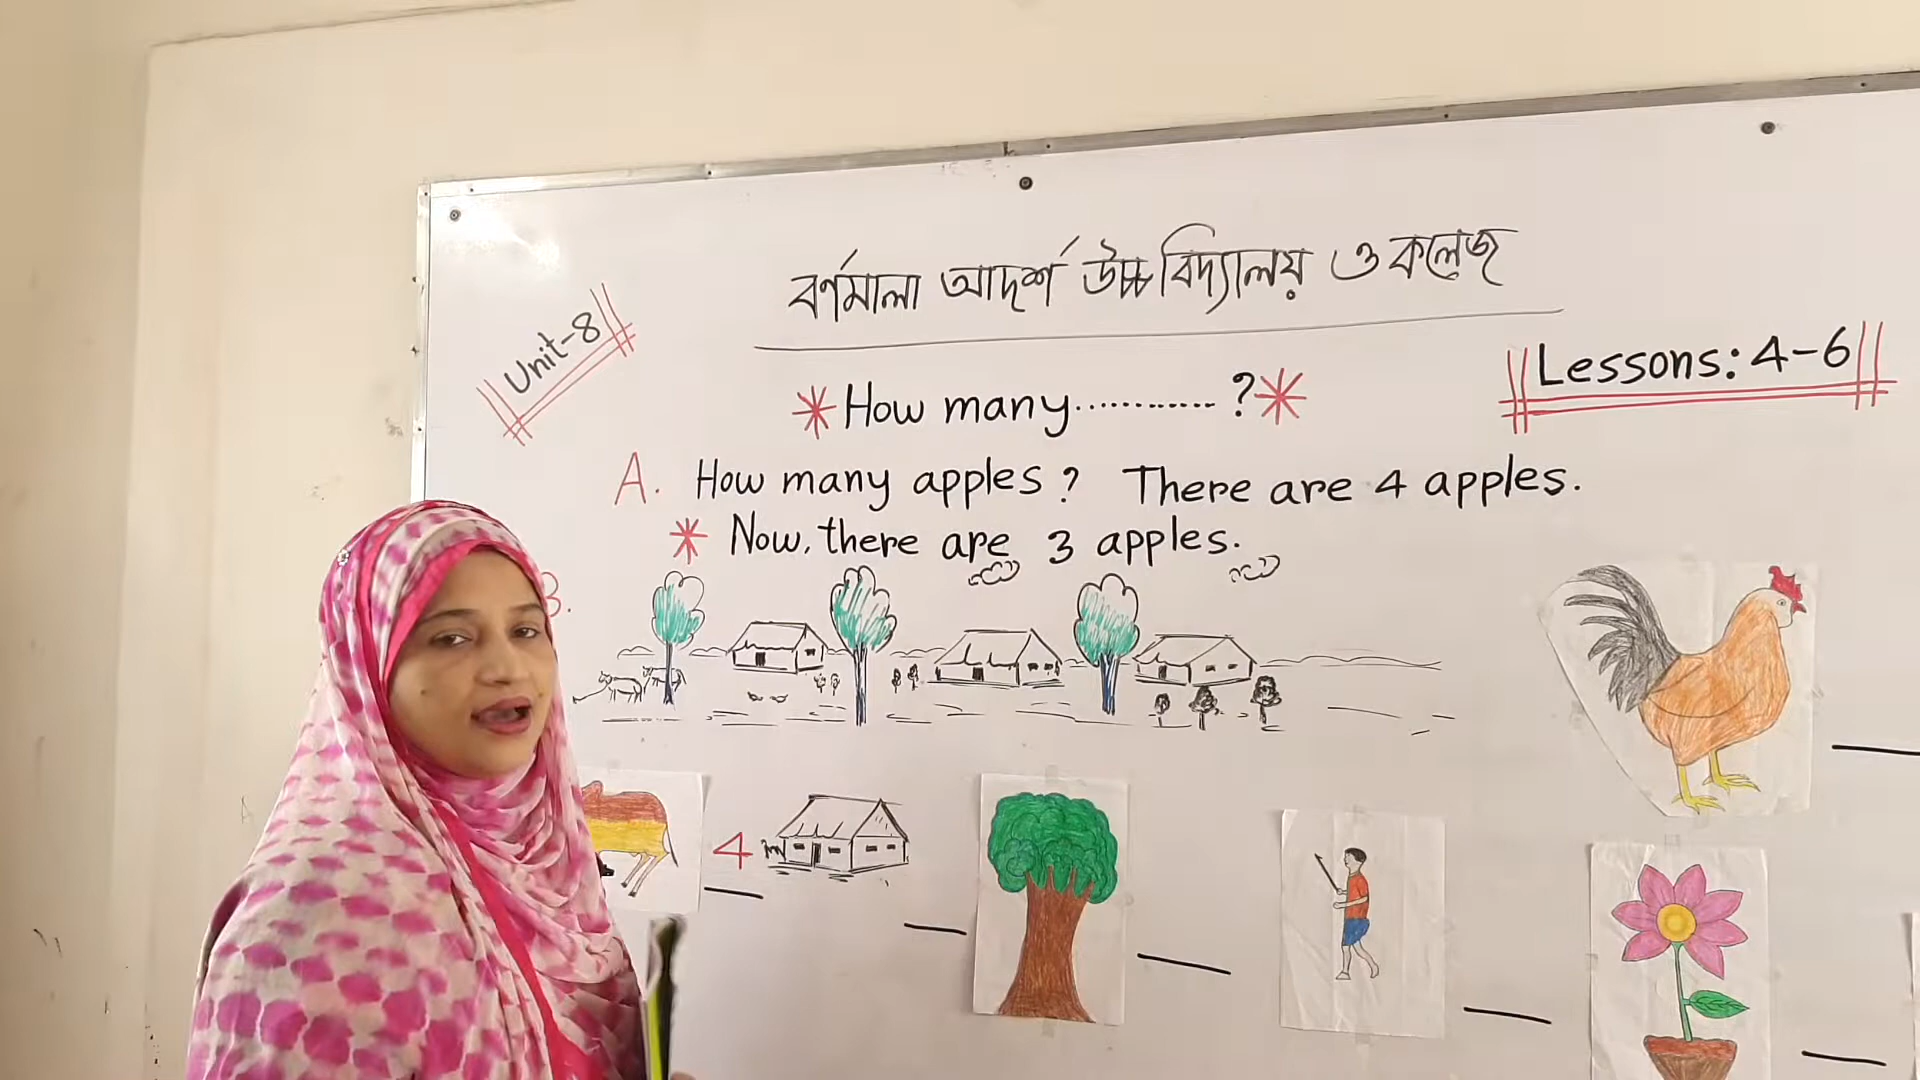 বর্ণমালা আদর্শ উচ্চ বিদ্যালয় ও কলেজ
Unit-8
Lessons: 4-6
* How many............ ? *
A. How many apples? There are 4 apples.
* Now, there are 3 apples.
B.
4